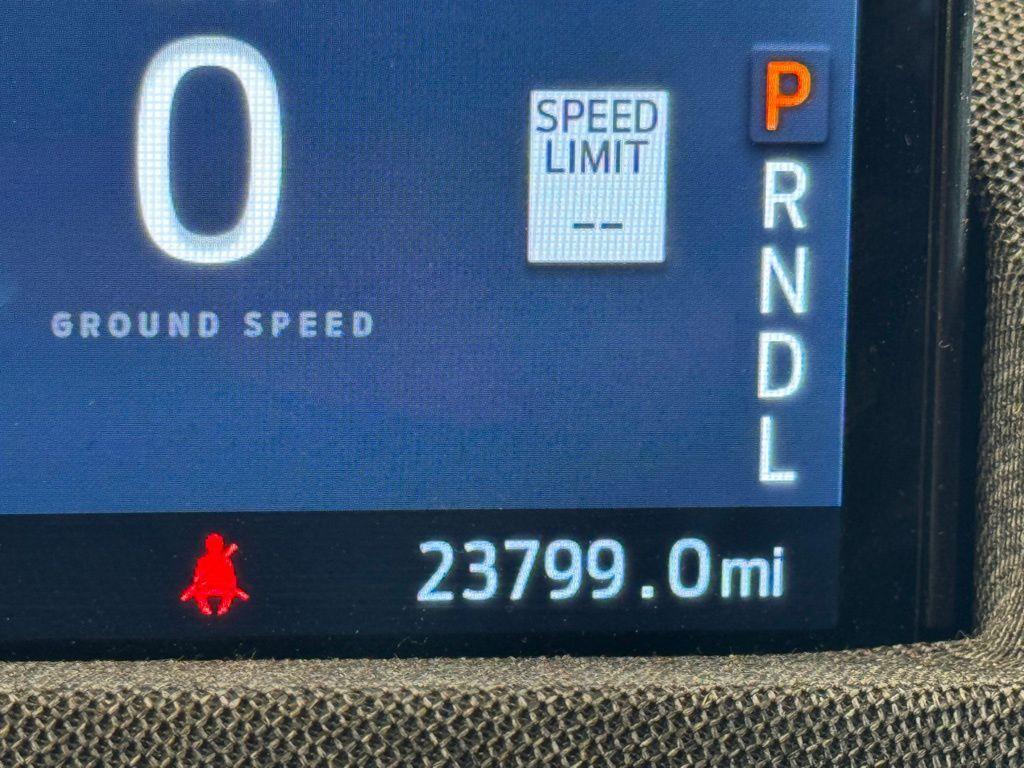 0
GROUND SPEED
SPEED
LIMIT
--
P
R
N
D
L
23799.0mi